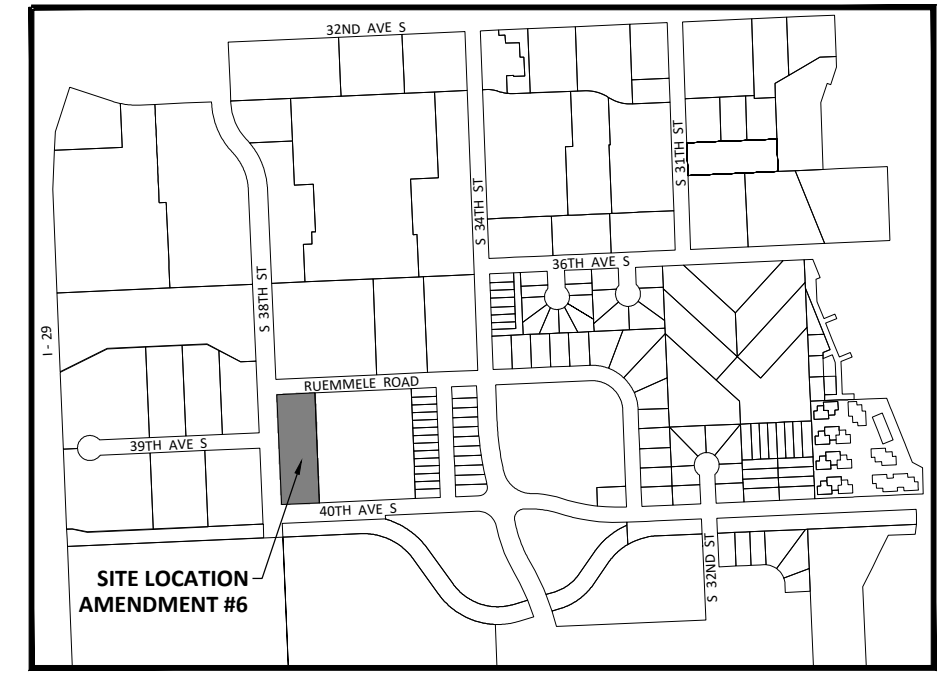 32ND AVE S
S 31TH ST
S 34TH ST
36TH AVE S
S 38TH ST
I - 29
RUEMMELE ROAD
39TH AVE S
40TH AVE S
S 32ND ST
SITE LOCATION
AMENDMENT #6